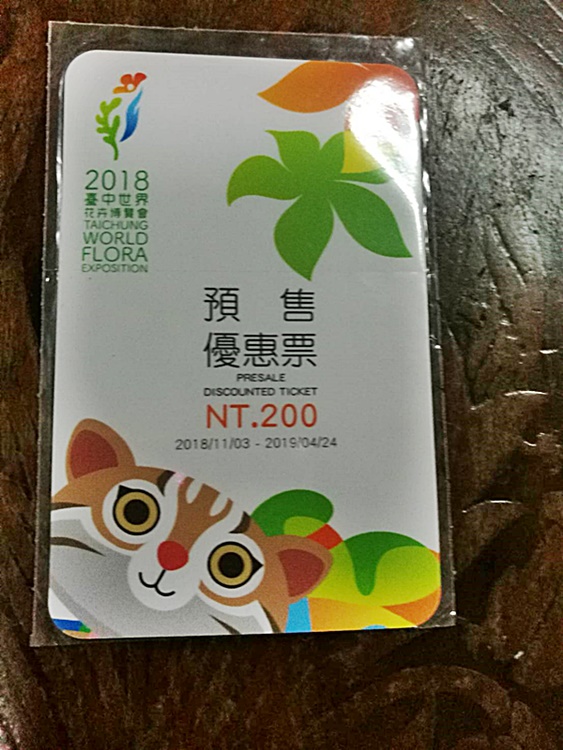 2018
臺中世界
花卉博覽會
TAICHUNG
WORLD
FLORA
EXPOSITION
預售
優惠票
PRESALE
DISCOUNTED TICKET
NT.200
2018/11/03 - 2019/04/24